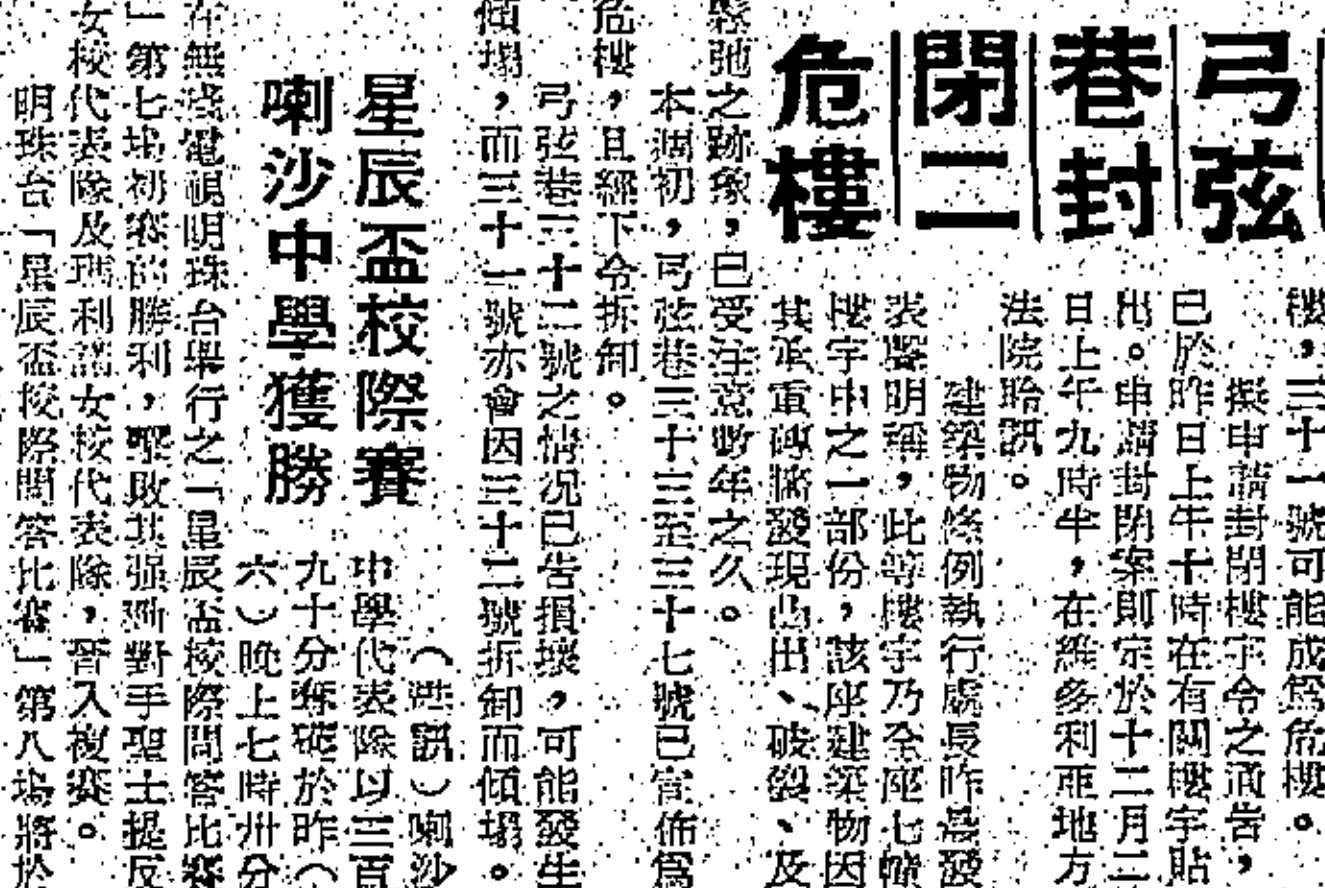 弓弦
巷封
閉二
危樓
樓，三十一號可能成爲危樓。
擬申請封閉樓宇令之通告，
已於昨日上午十時在有關樓宇貼
出。申請封閉案則定於十二月二
日上午九時半，在維多利亞地方
法院聆訊。
建築物條例執行處長昨晨發
表聲明稱，此等樓宇乃全座七幢
樓宇中之一部份，該座建築物因
其承重磚牆發現凸出、破裂、及
鬆弛之跡象，已受注意數年之久。
本週初，弓弦巷三十三至三十七號已宣佈爲
危樓，且經下令拆卸。
弓弦巷三十二號之情况已告損壞，可能發生
傾塌，而三十一號亦會因三十二號拆卸而傾塌。
星辰盃校際賽
喇沙中學獲勝
（訊）喇沙
中學代表隊以三百
九十分奪於昨（
六）晚上七時卅分
在無綫電視明珠台舉行之「星辰盃校際問答比賽
」第七場初賽的勝利，擊敗其强對手聖士提反
女校代表隊及瑪利諾女校代表隊，晉入複賽。
明珠台「星辰盃校際問答比賽」第八場將於